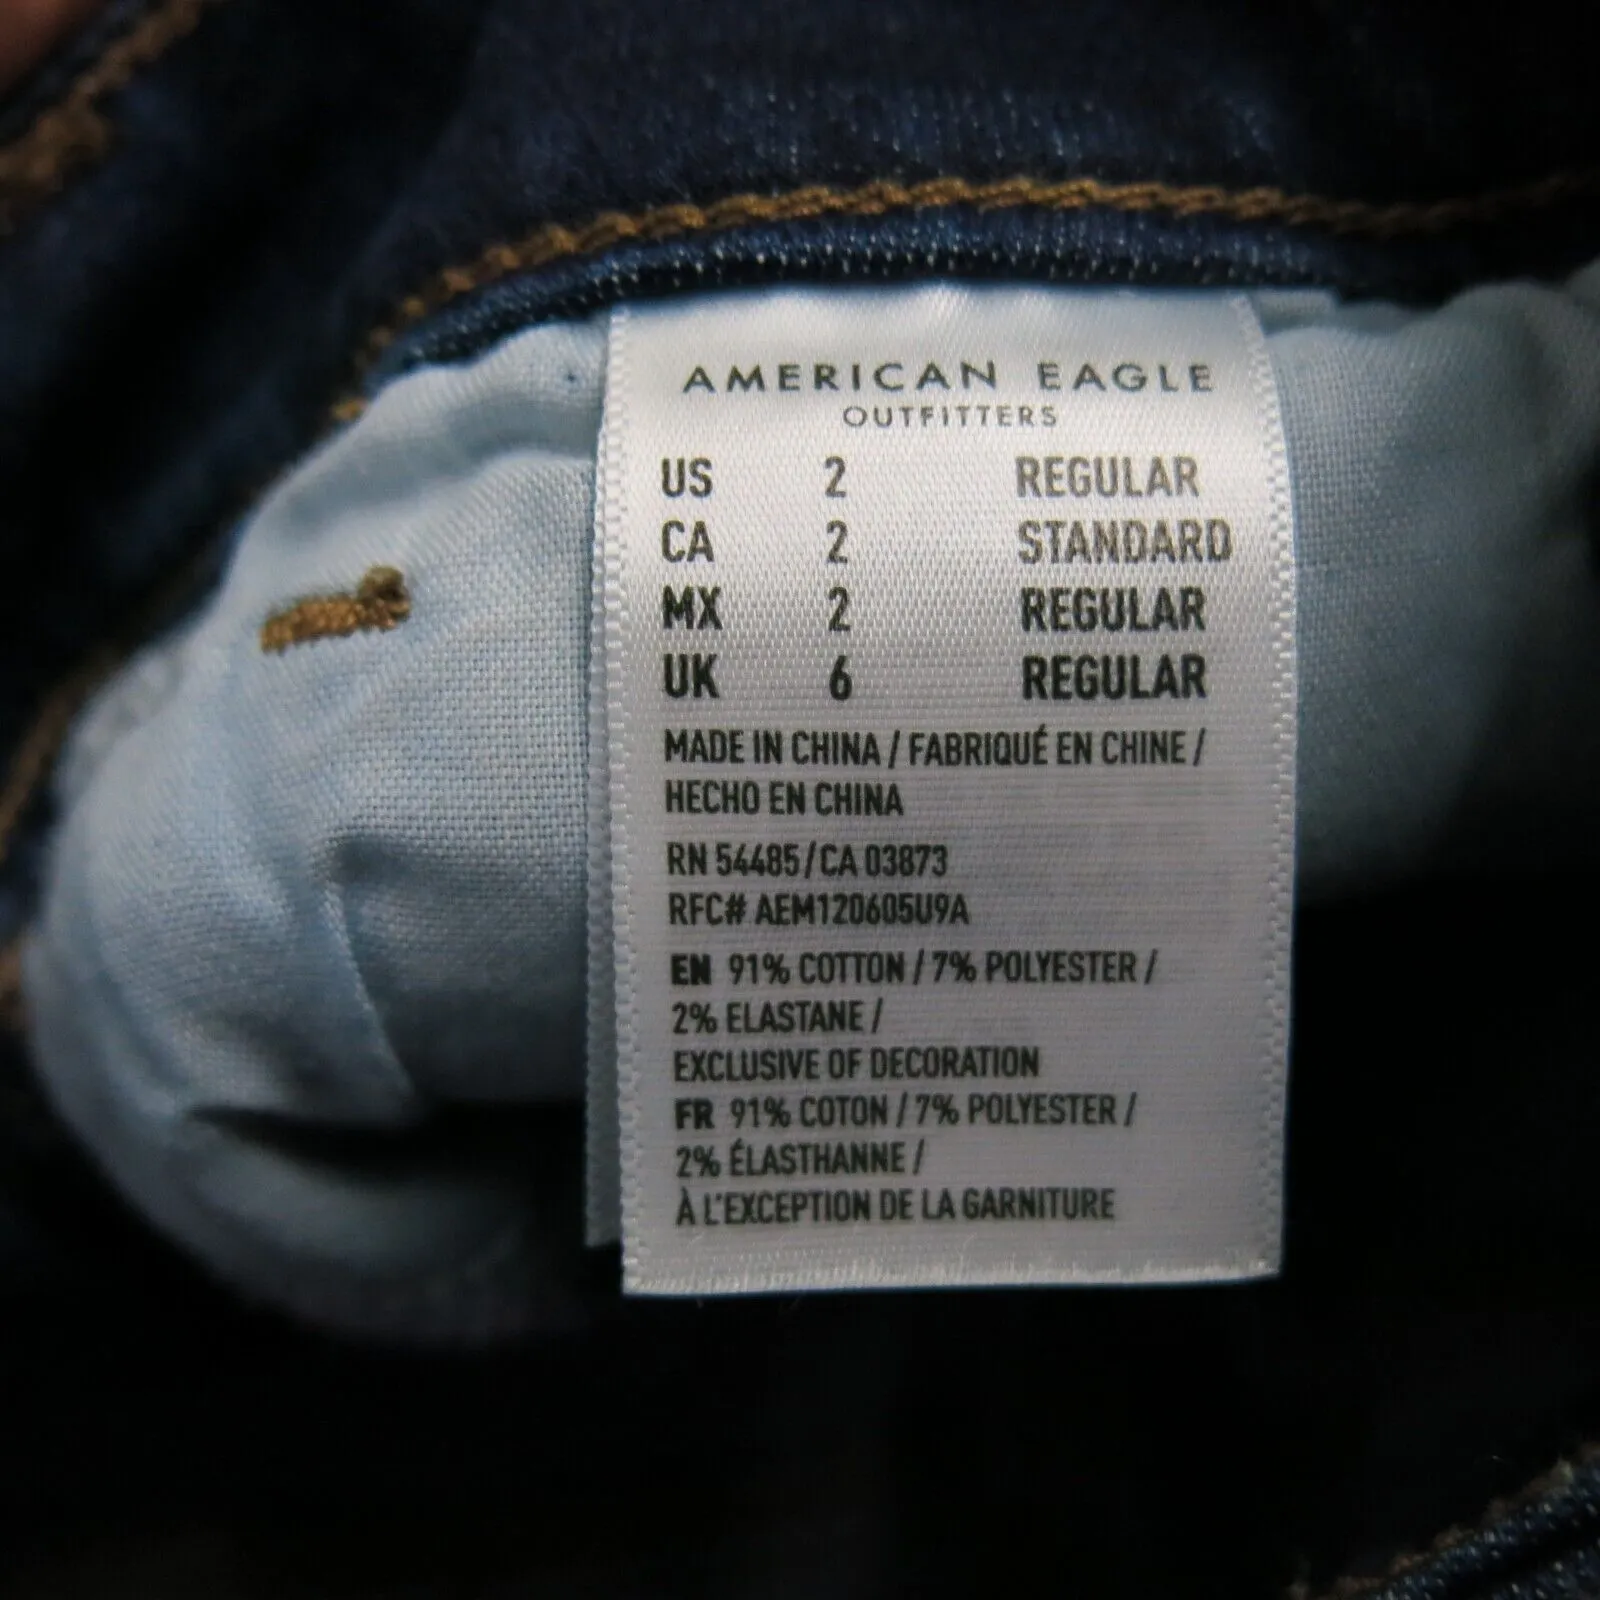 AMERICAN EAGLE
OUTFITTERS
US 2 REGULAR
CA 2 STANDARD
MX 2 REGULAR
UK 6 REGULAR
MADE IN CHINA / FABRIQUÉ EN CHINE /
HECHO EN CHINA
RN 54485/CA 03873
RFC# AEM120605U9A
EN 91% COTTON / 7% POLYESTER /
2% ELASTANE /
EXCLUSIVE OF DECORATION
FR 91% COTON / 7% POLYESTER /
2% ÉLASTHANNE /
À L'EXCEPTION DE LA GARNITURE